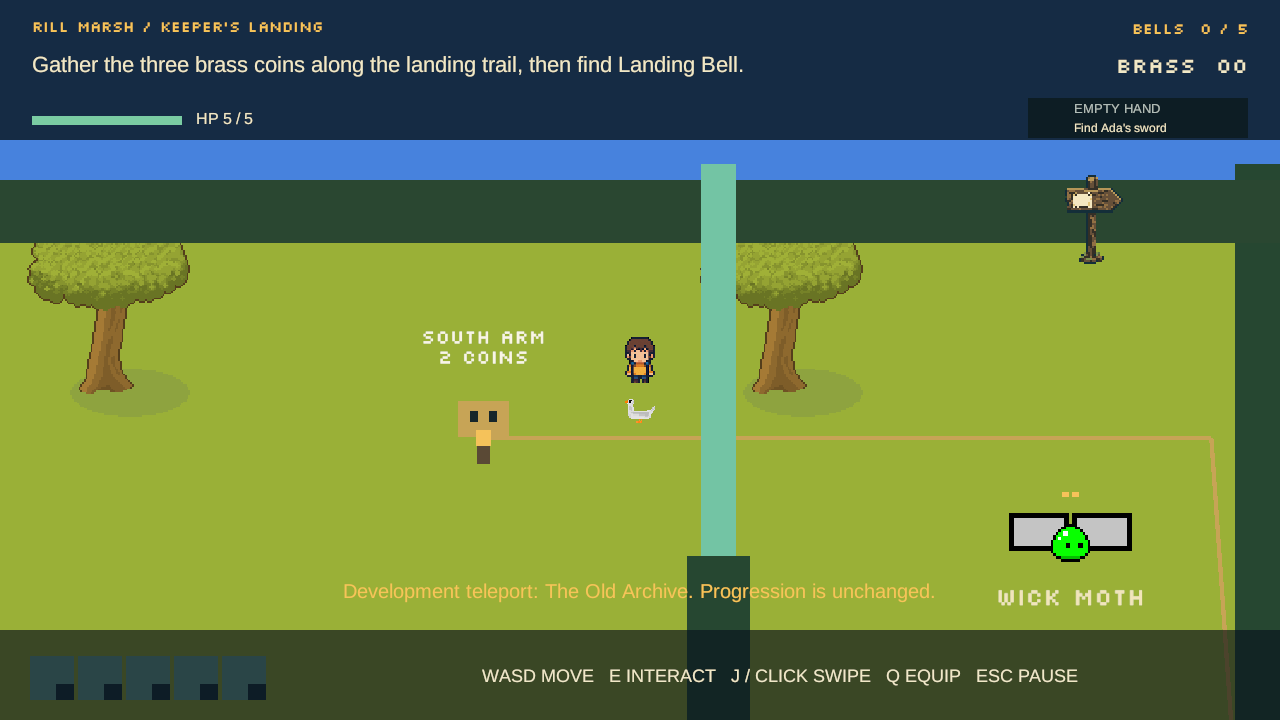 RILL MARSH / KEEPER'S LANDING
BELLS 0 / 5
Gather the three brass coins along the landing trail, then find Landing Bell.
BRASS 00
HP 5 / 5
EMPTY HAND
Find Ada's sword
SOUTH ARM
2 COINS
Development teleport: The Old Archive. Progression is unchanged.
WICK MOTH
WASD MOVE E INTERACT J / CLICK SWIPE Q EQUIP ESC PAUSE